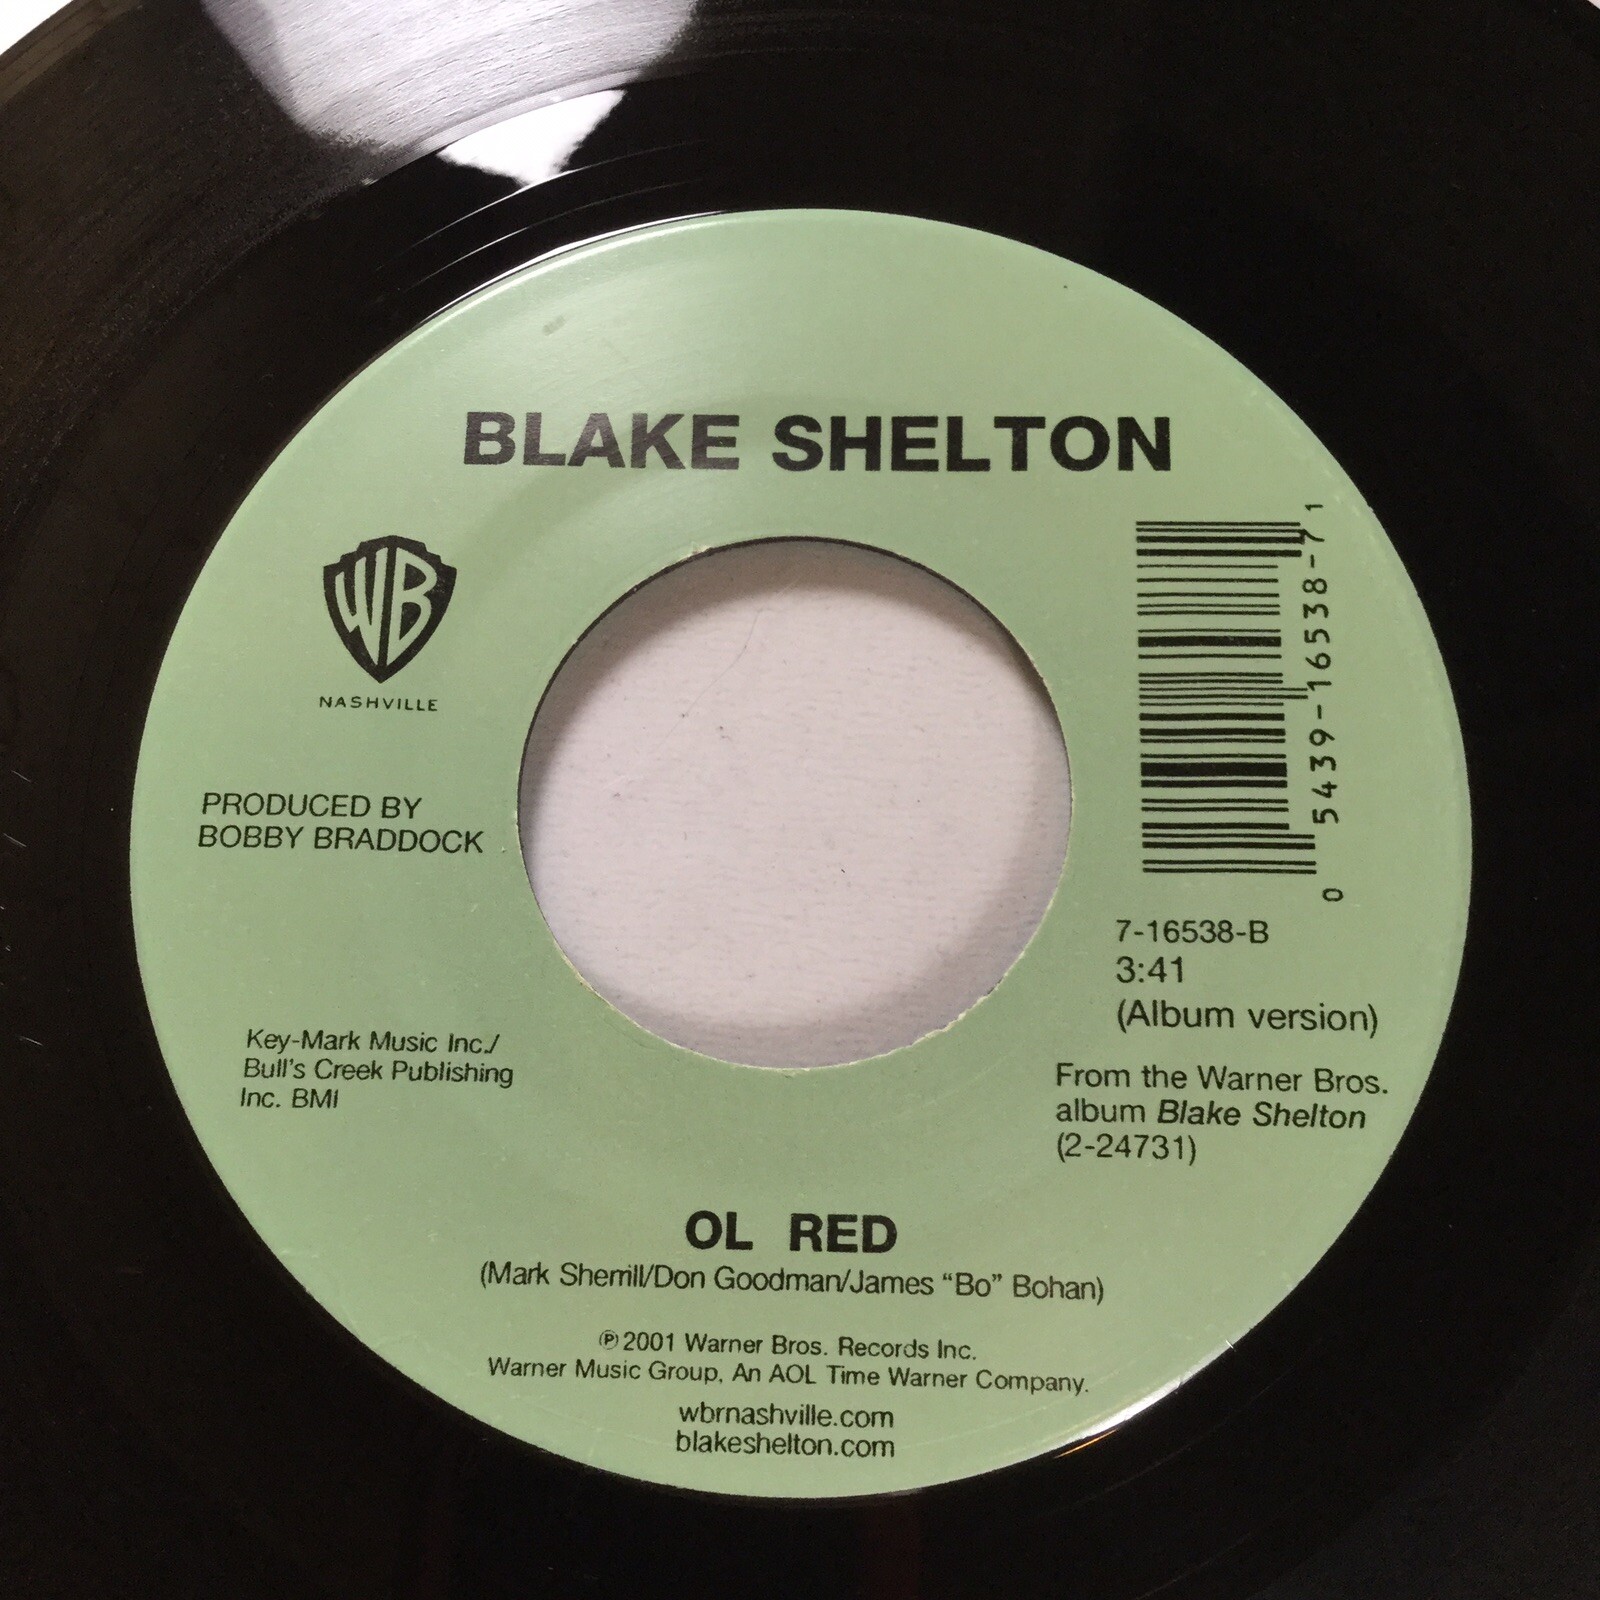 BLAKE SHELTON
WB
NASHVILLE
PRODUCED BY
BOBBY BRADDOCK
0 5439-16538-7 1
7-16538-B
3:41
(Album version)
Key-Mark Music Inc./
Bull's Creek Publishing
Inc. BMI
From the Warner Bros.
album Blake Shelton
(2-24731)
OL RED
(Mark Sherrill/Don Goodman/James "Bo" Bohan)
℗ 2001 Warner Bros. Records Inc.
Warner Music Group, An AOL Time Warner Company.
wbrnashville.com
blakeshelton.com